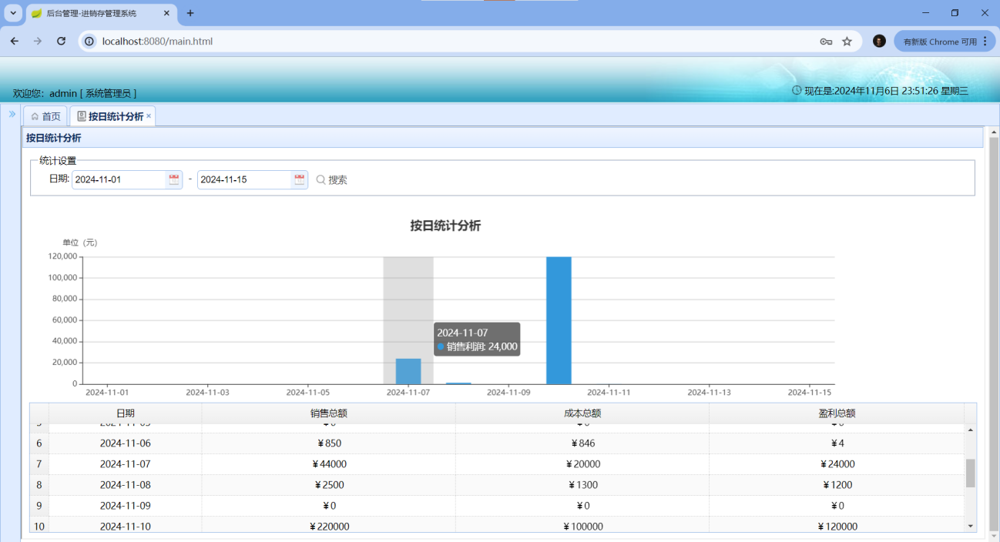 后台管理-进销存管理系统
localhost:8080/main.html
有新版 Chrome 可用
欢迎您：admin [ 系统管理员 ]
现在是:2024年11月6日 23:51:26 星期三
首页
按日统计分析
按日统计分析
统计设置
日期: 2024-11-01 - 2024-11-15 搜索
按日统计分析
单位（元）
120,000
100,000
80,000
60,000
40,000
20,000
0
2024-11-07
销售利润: 24,000
2024-11-01 2024-11-03 2024-11-05 2024-11-07 2024-11-09 2024-11-11 2024-11-13 2024-11-15
日期 销售总额 成本总额 盈利总额
6 2024-11-06 ¥850 ¥846 ¥4
7 2024-11-07 ¥44000 ¥20000 ¥24000
8 2024-11-08 ¥2500 ¥1300 ¥1200
9 2024-11-09 ¥0 ¥0 ¥0
10 2024-11-10 ¥220000 ¥100000 ¥120000